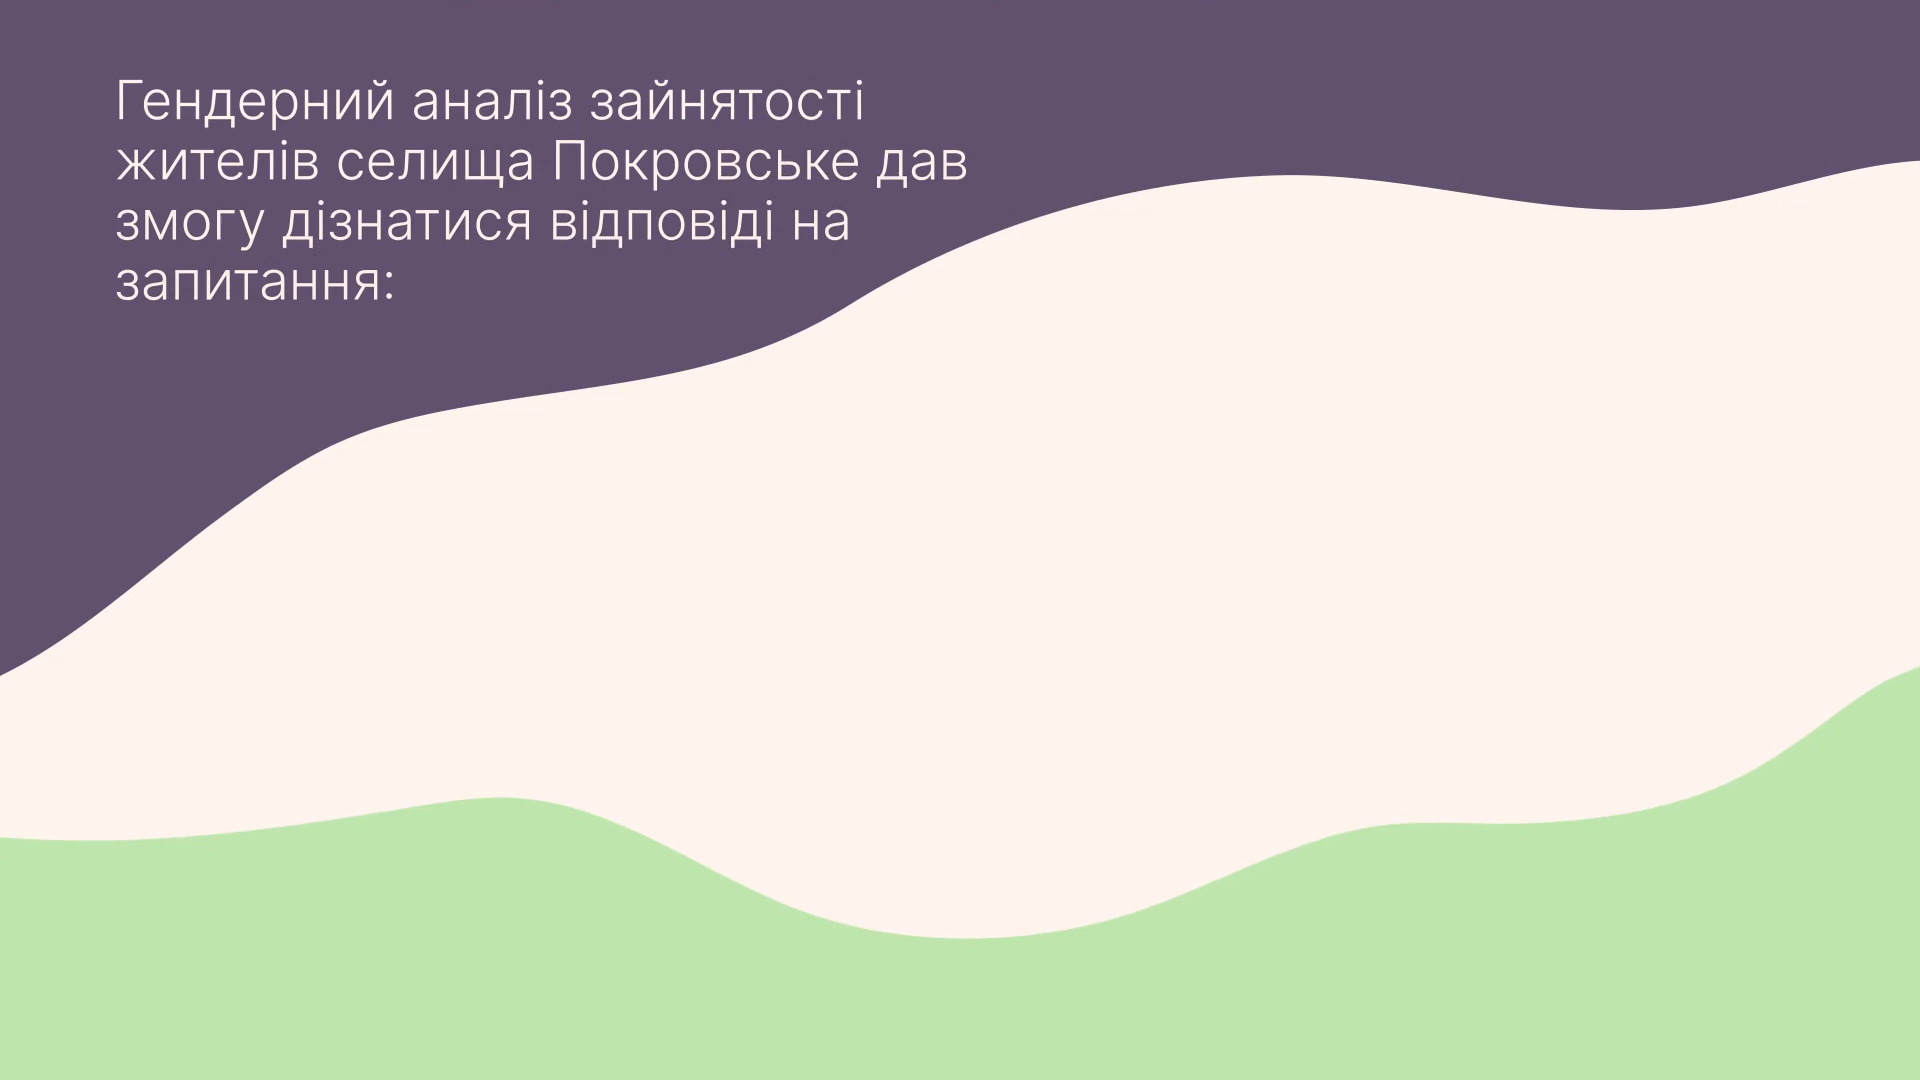 Гендерний аналіз зайнятості
жителів селища Покровське дав
змогу дізнатися відповіді на
запитання: